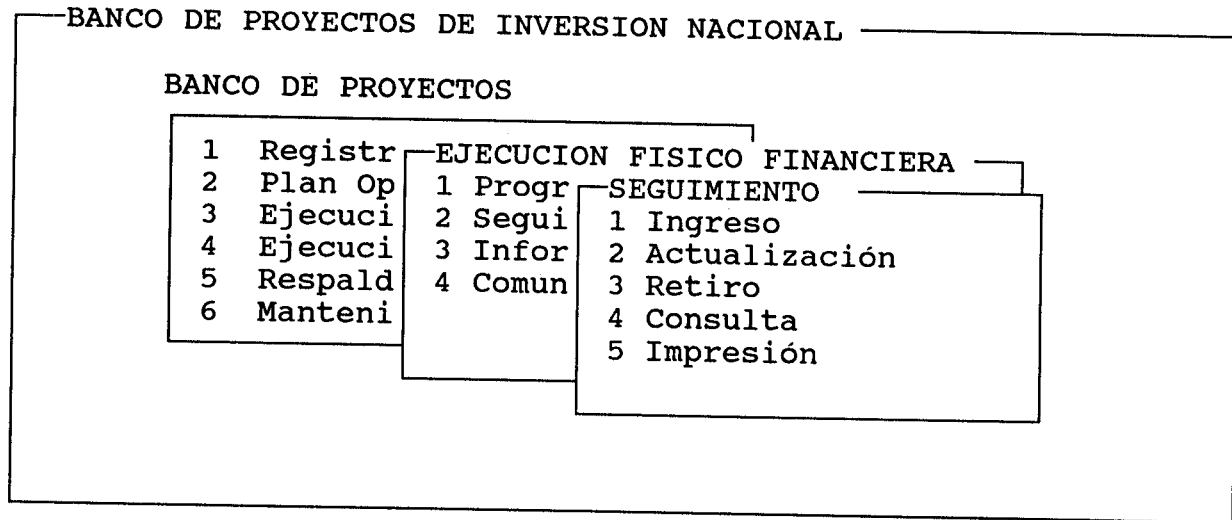 BANCO DE PROYECTOS DE INVERSION NACIONAL
BANCO DE PROYECTOS
1 Registr
2 Plan Op
3 Ejecuci
4 Ejecuci
5 Respald
6 Manteni
EJECUCION FISICO FINANCIERA
1 Progr
2 Segui
3 Infor
4 Comun
SEGUIMIENTO
1 Ingreso
2 Actualización
3 Retiro
4 Consulta
5 Impresión